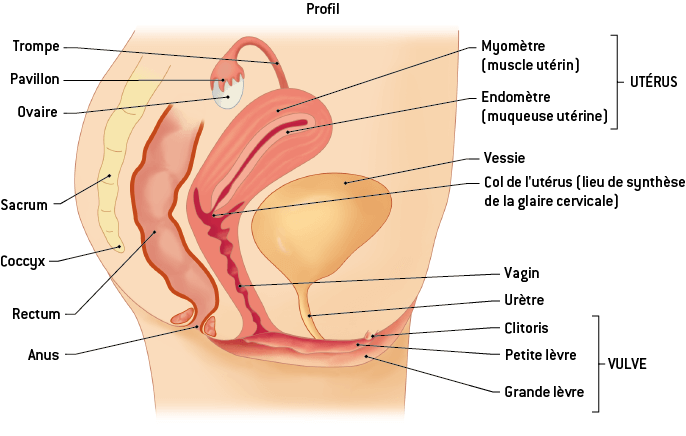 Profil
Trompe
Pavillon
Ovaire
Sacrum
Coccyx
Rectum
Anus
Myomètre
(muscle utérin)
Endomètre
(muqueuse utérine)
UTÉRUS
Vessie
Col de l'utérus (lieu de synthèse
de la glaire cervicale)
Vagin
Urètre
Clitoris
Petite lèvre
Grande lèvre
VULVE